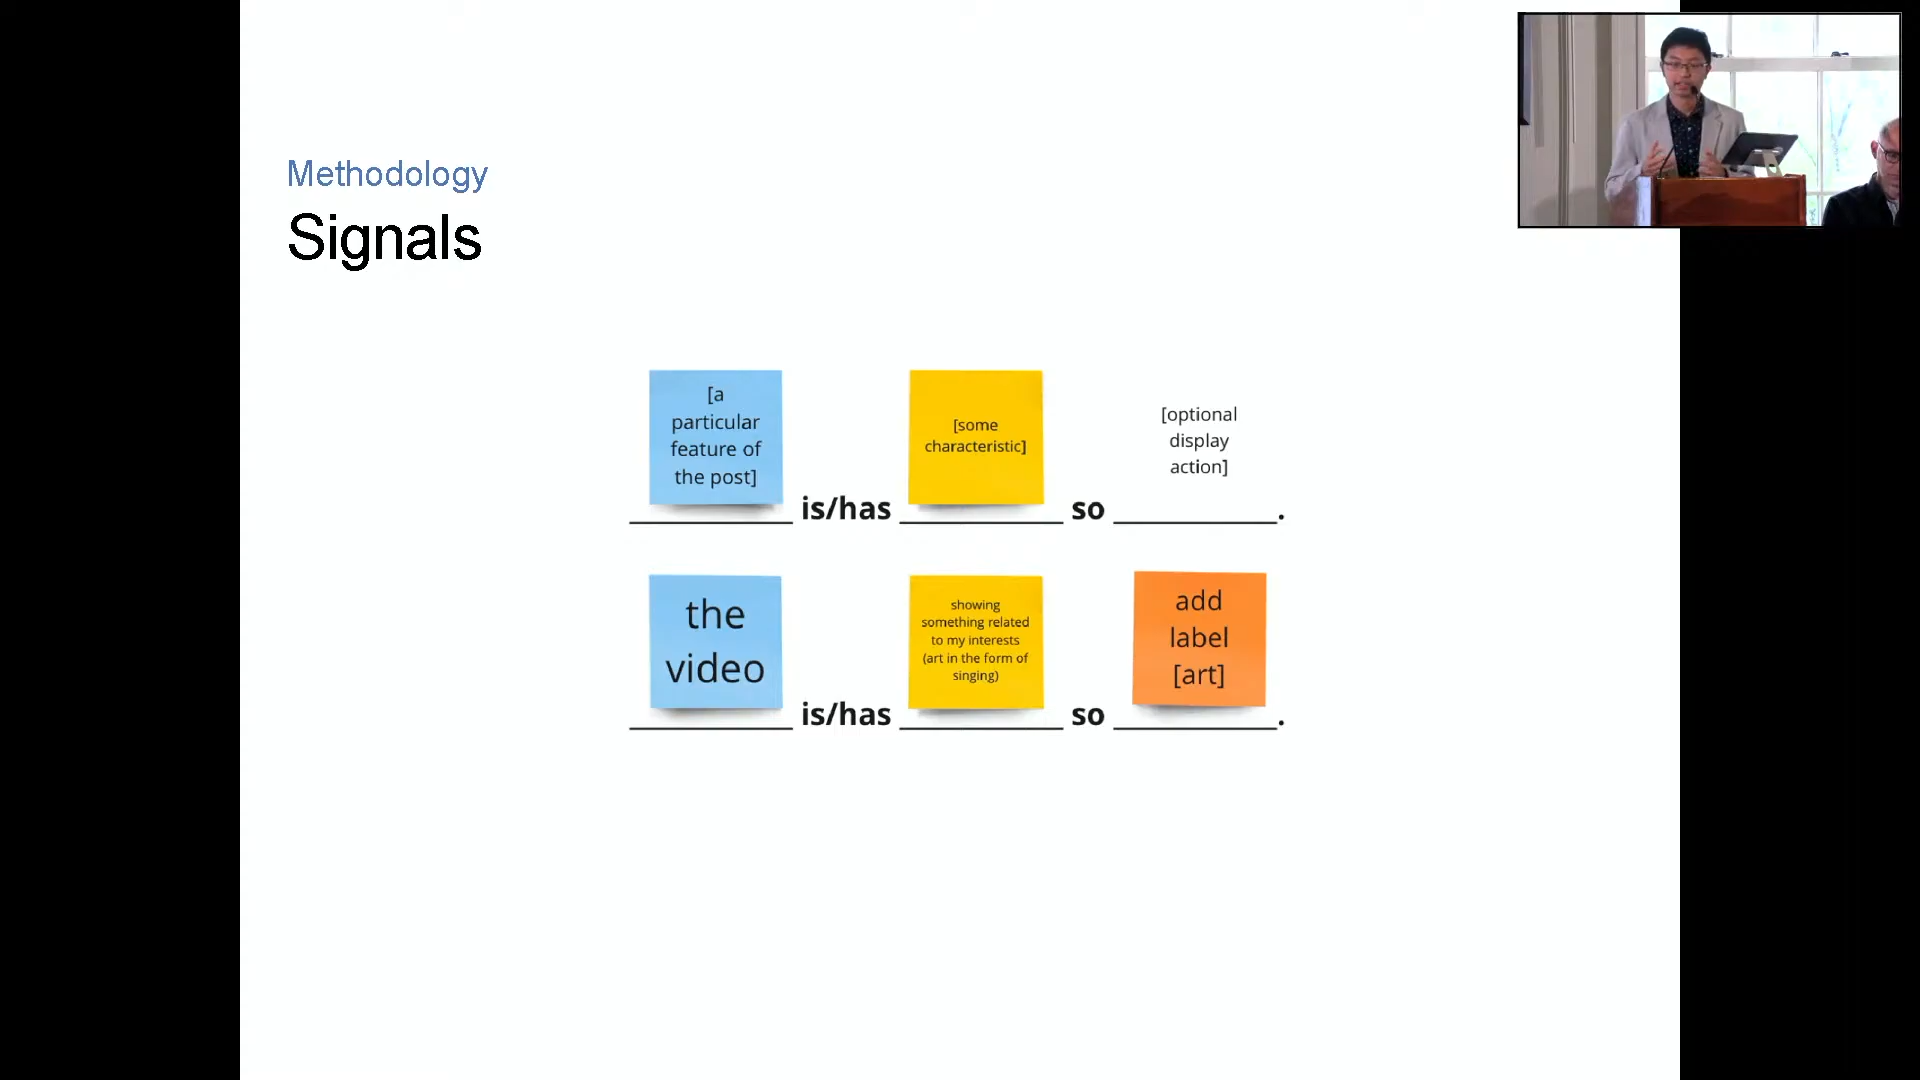 Methodology
Signals
[a
particular
feature of
the post]
is/has
[some
characteristic]
so
[optional
display
action]
.
the
video
is/has
showing
something related
to my interests
(art in the form of
singing)
so
add
label
[art]
.